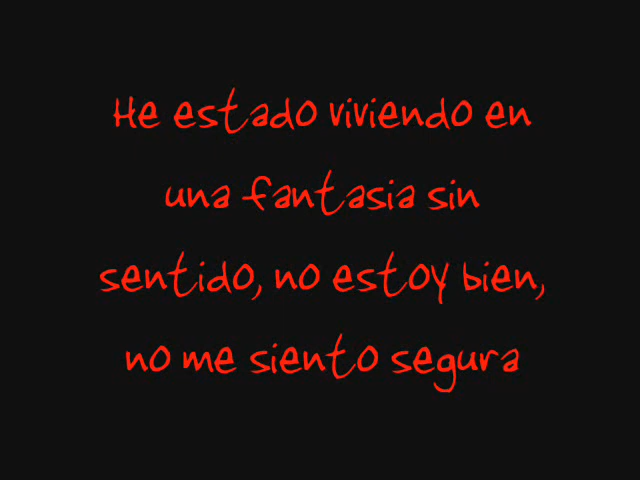 He estado viviendo en
una fantasia sin
sentido, no estoy bien,
no me siento segura